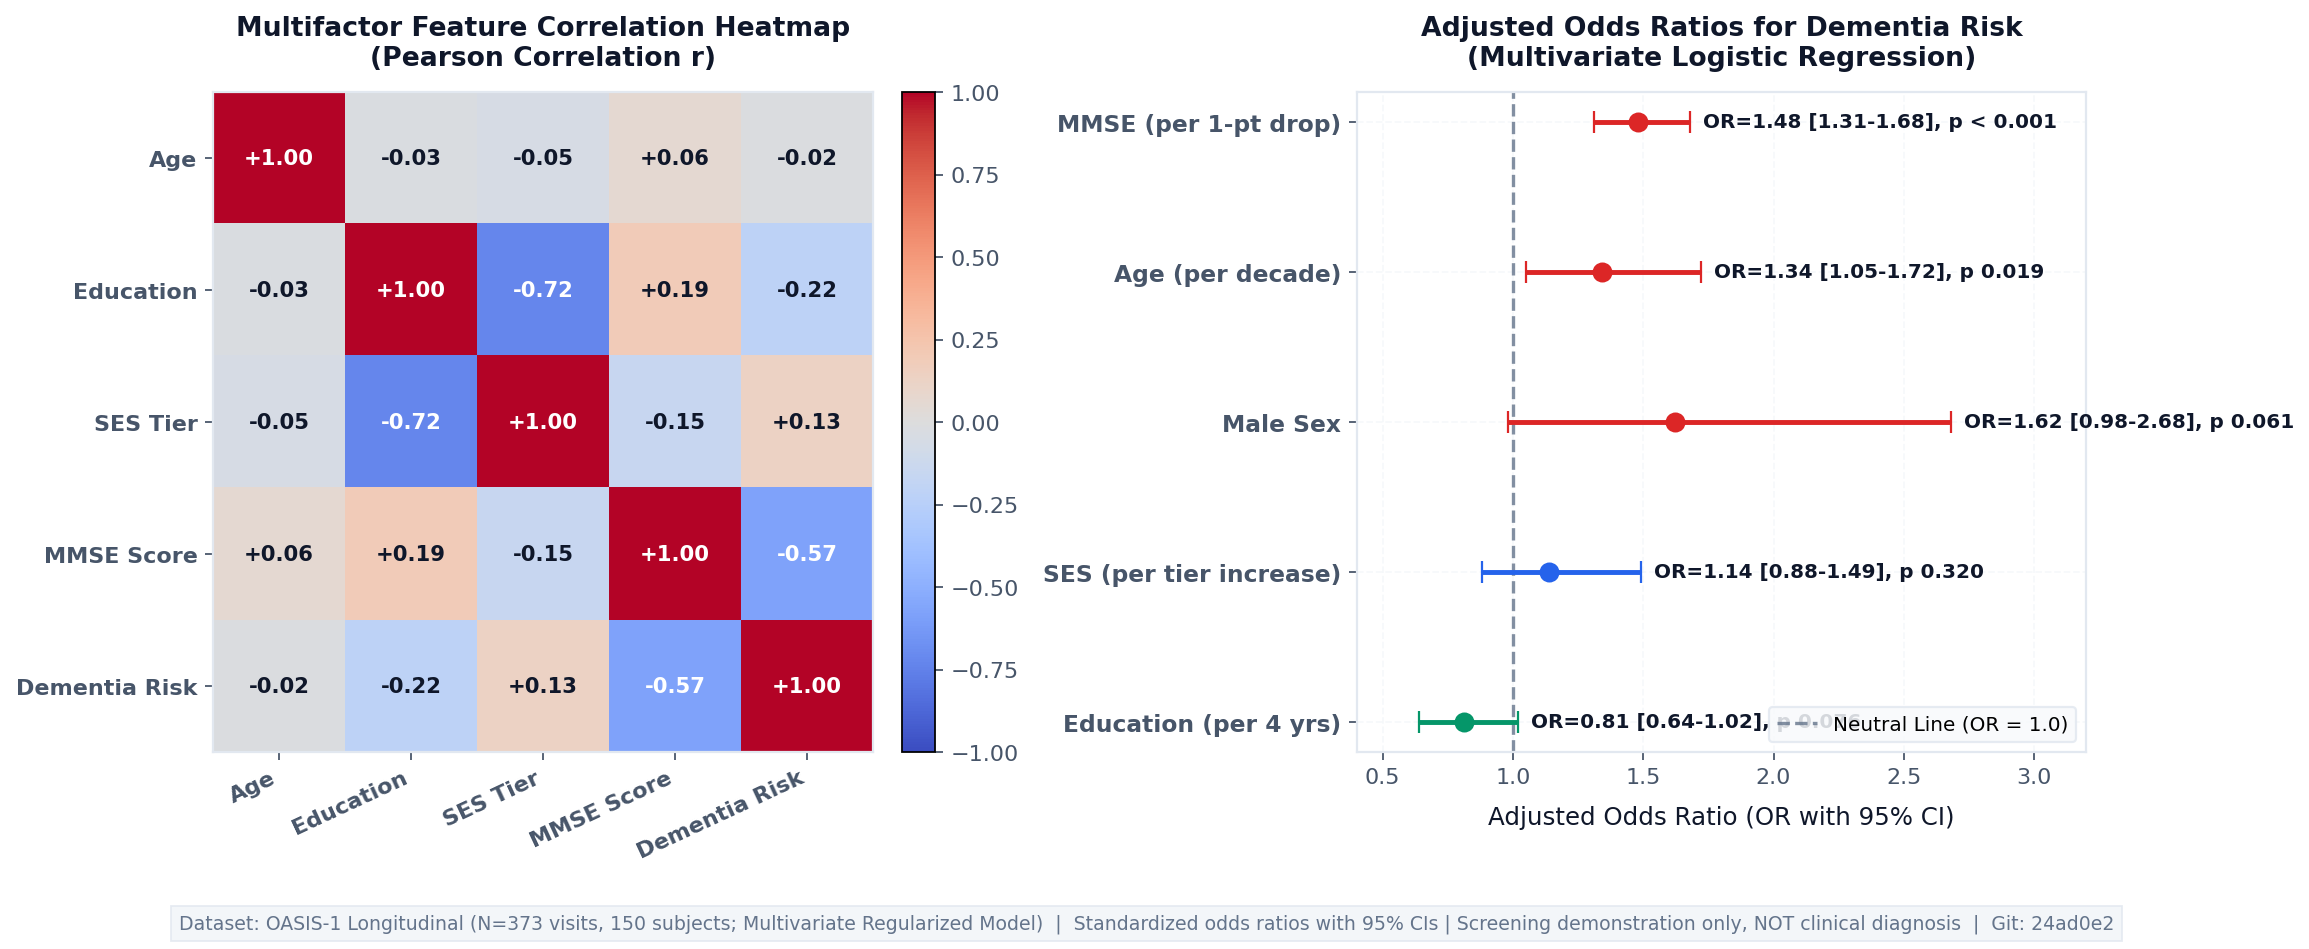 Multifactor Feature Correlation Heatmap
(Pearson Correlation r)
Age
+1.00 -0.03 -0.05 +0.06 -0.02
Education
-0.03 +1.00 -0.72 +0.19 -0.22
SES Tier
-0.05 -0.72 +1.00 -0.15 +0.13
MMSE Score
+0.06 +0.19 -0.15 +1.00 -0.57
Dementia Risk
-0.02 -0.22 +0.13 -0.57 +1.00
Age
Education
SES Tier
MMSE Score
Dementia Risk
1.00
0.75
0.50
0.25
0.00
−0.25
−0.50
−0.75
−1.00
Adjusted Odds Ratios for Dementia Risk
(Multivariate Logistic Regression)
MMSE (per 1-pt drop)
OR=1.48 [1.31-1.68], p < 0.001
Age (per decade)
OR=1.34 [1.05-1.72], p 0.019
Male Sex
OR=1.62 [0.98-2.68], p 0.061
SES (per tier increase)
OR=1.14 [0.88-1.49], p 0.320
Education (per 4 yrs)
OR=0.81 [0.64-1.02], p
Neutral Line (OR = 1.0)
0.5 1.0 1.5 2.0 2.5 3.0
Adjusted Odds Ratio (OR with 95% CI)
Dataset: OASIS-1 Longitudinal (N=373 visits, 150 subjects; Multivariate Regularized Model) | Standardized odds ratios with 95% CIs | Screening demonstration only, NOT clinical diagnosis | Git: 24ad0e2